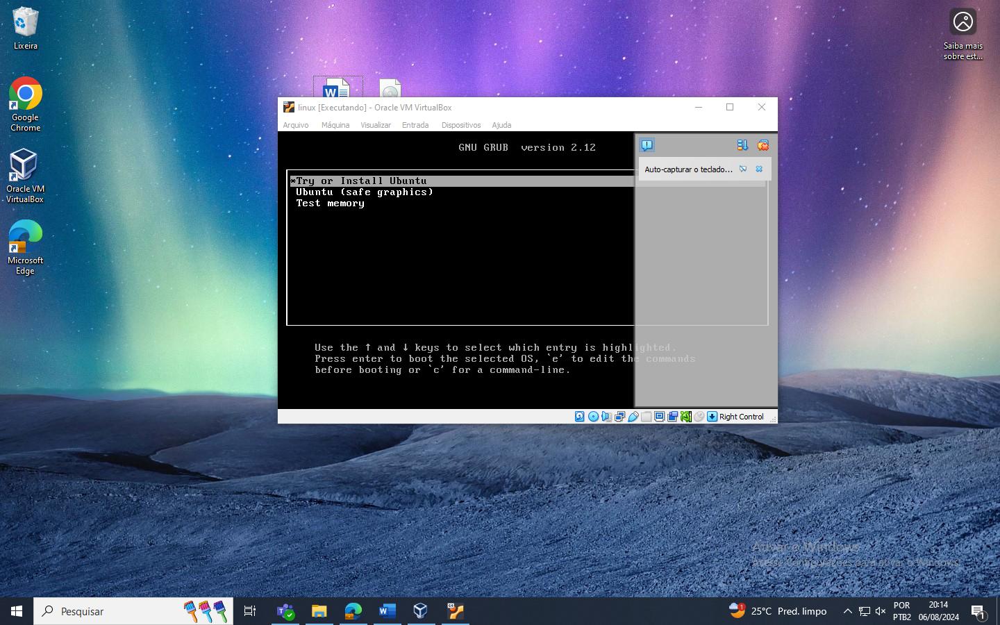 Lixeira
Google
Chrome
Oracle VM
VirtualBox
Microsoft
Edge
Saiba mais
sobre est...
linux [Executando] - Oracle VM VirtualBox
Arquivo Máquina Visualizar Entrada Dispositivos Ajuda
GNU GRUB version 2.12
*Try or Install Ubuntu
Ubuntu (safe graphics)
Test memory
Auto-capturar o teclado...
Use the ↑ and ↓ keys to select which entry is highlighted.
Press enter to boot the selected OS, `e' to edit the commands
before booting or `c' for a command-line.
Right Control
Ativar o Windows
Acesse Configurações para ativar o Windows.
Pesquisar
25°C Pred. limpo
POR
PTB2
20:14
06/08/2024
1